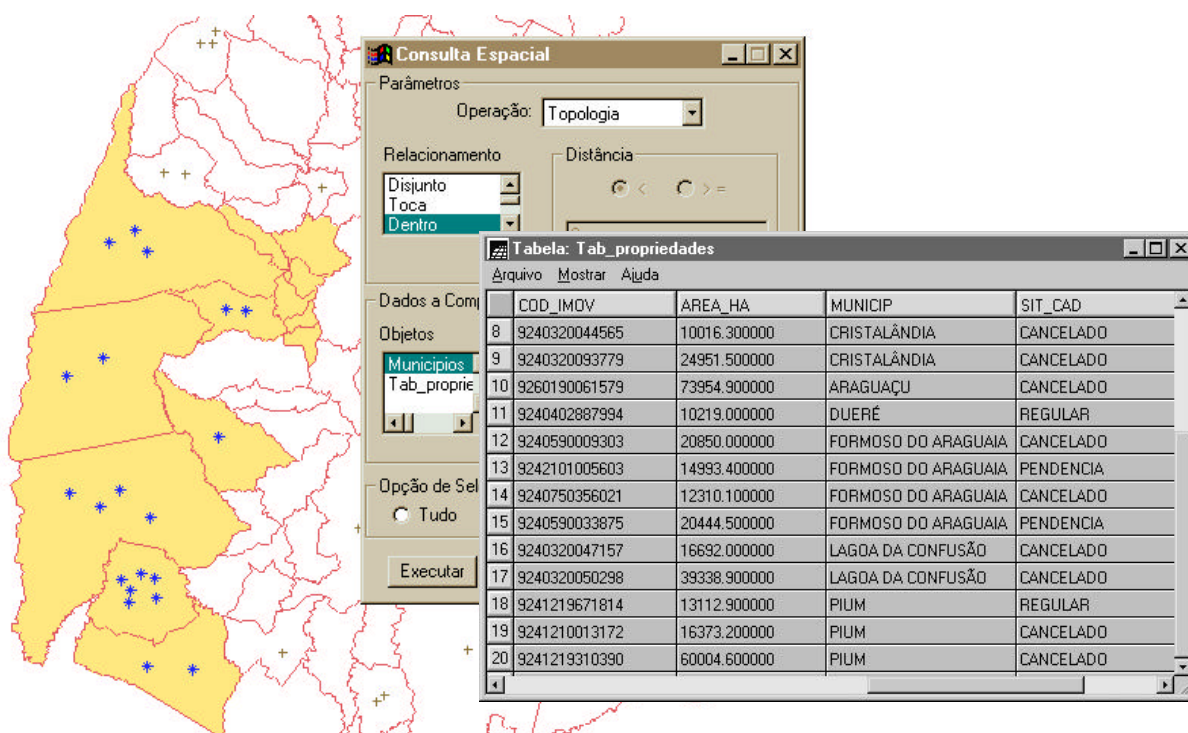 Consulta Espacial
Parâmetros
Operação: Topologia
Relacionamento
Distância
Disjunto
Toca
Dentro
< > =
Tabela: Tab_propriedades
Arquivo Mostrar Ajuda
Dados a Comp
Objetos
Municipios
Tab_proprie
Opção de Sel
Tudo
Executar
COD_IMOV AREA_HA MUNICIP SIT_CAD
8 9240320044565 10016.300000 CRISTALÂNDIA CANCELADO
9 9240320093779 24951.500000 CRISTALÂNDIA CANCELADO
10 9260190061579 73954.900000 ARAGUAÇU CANCELADO
11 9240402887994 10219.000000 DUERÉ REGULAR
12 9240590009303 20850.000000 FORMOSO DO ARAGUAIA CANCELADO
13 9242101005603 14993.400000 FORMOSO DO ARAGUAIA PENDENCIA
14 9240750356021 12310.100000 FORMOSO DO ARAGUAIA CANCELADO
15 9240590033875 20444.500000 FORMOSO DO ARAGUAIA PENDENCIA
16 9240320047157 16692.000000 LAGOA DA CONFUSÃO CANCELADO
17 9240320050298 39338.900000 LAGOA DA CONFUSÃO CANCELADO
18 9241219671814 13112.900000 PIUM REGULAR
19 9241210013172 16373.200000 PIUM CANCELADO
20 9241219310390 60004.600000 PIUM CANCELADO